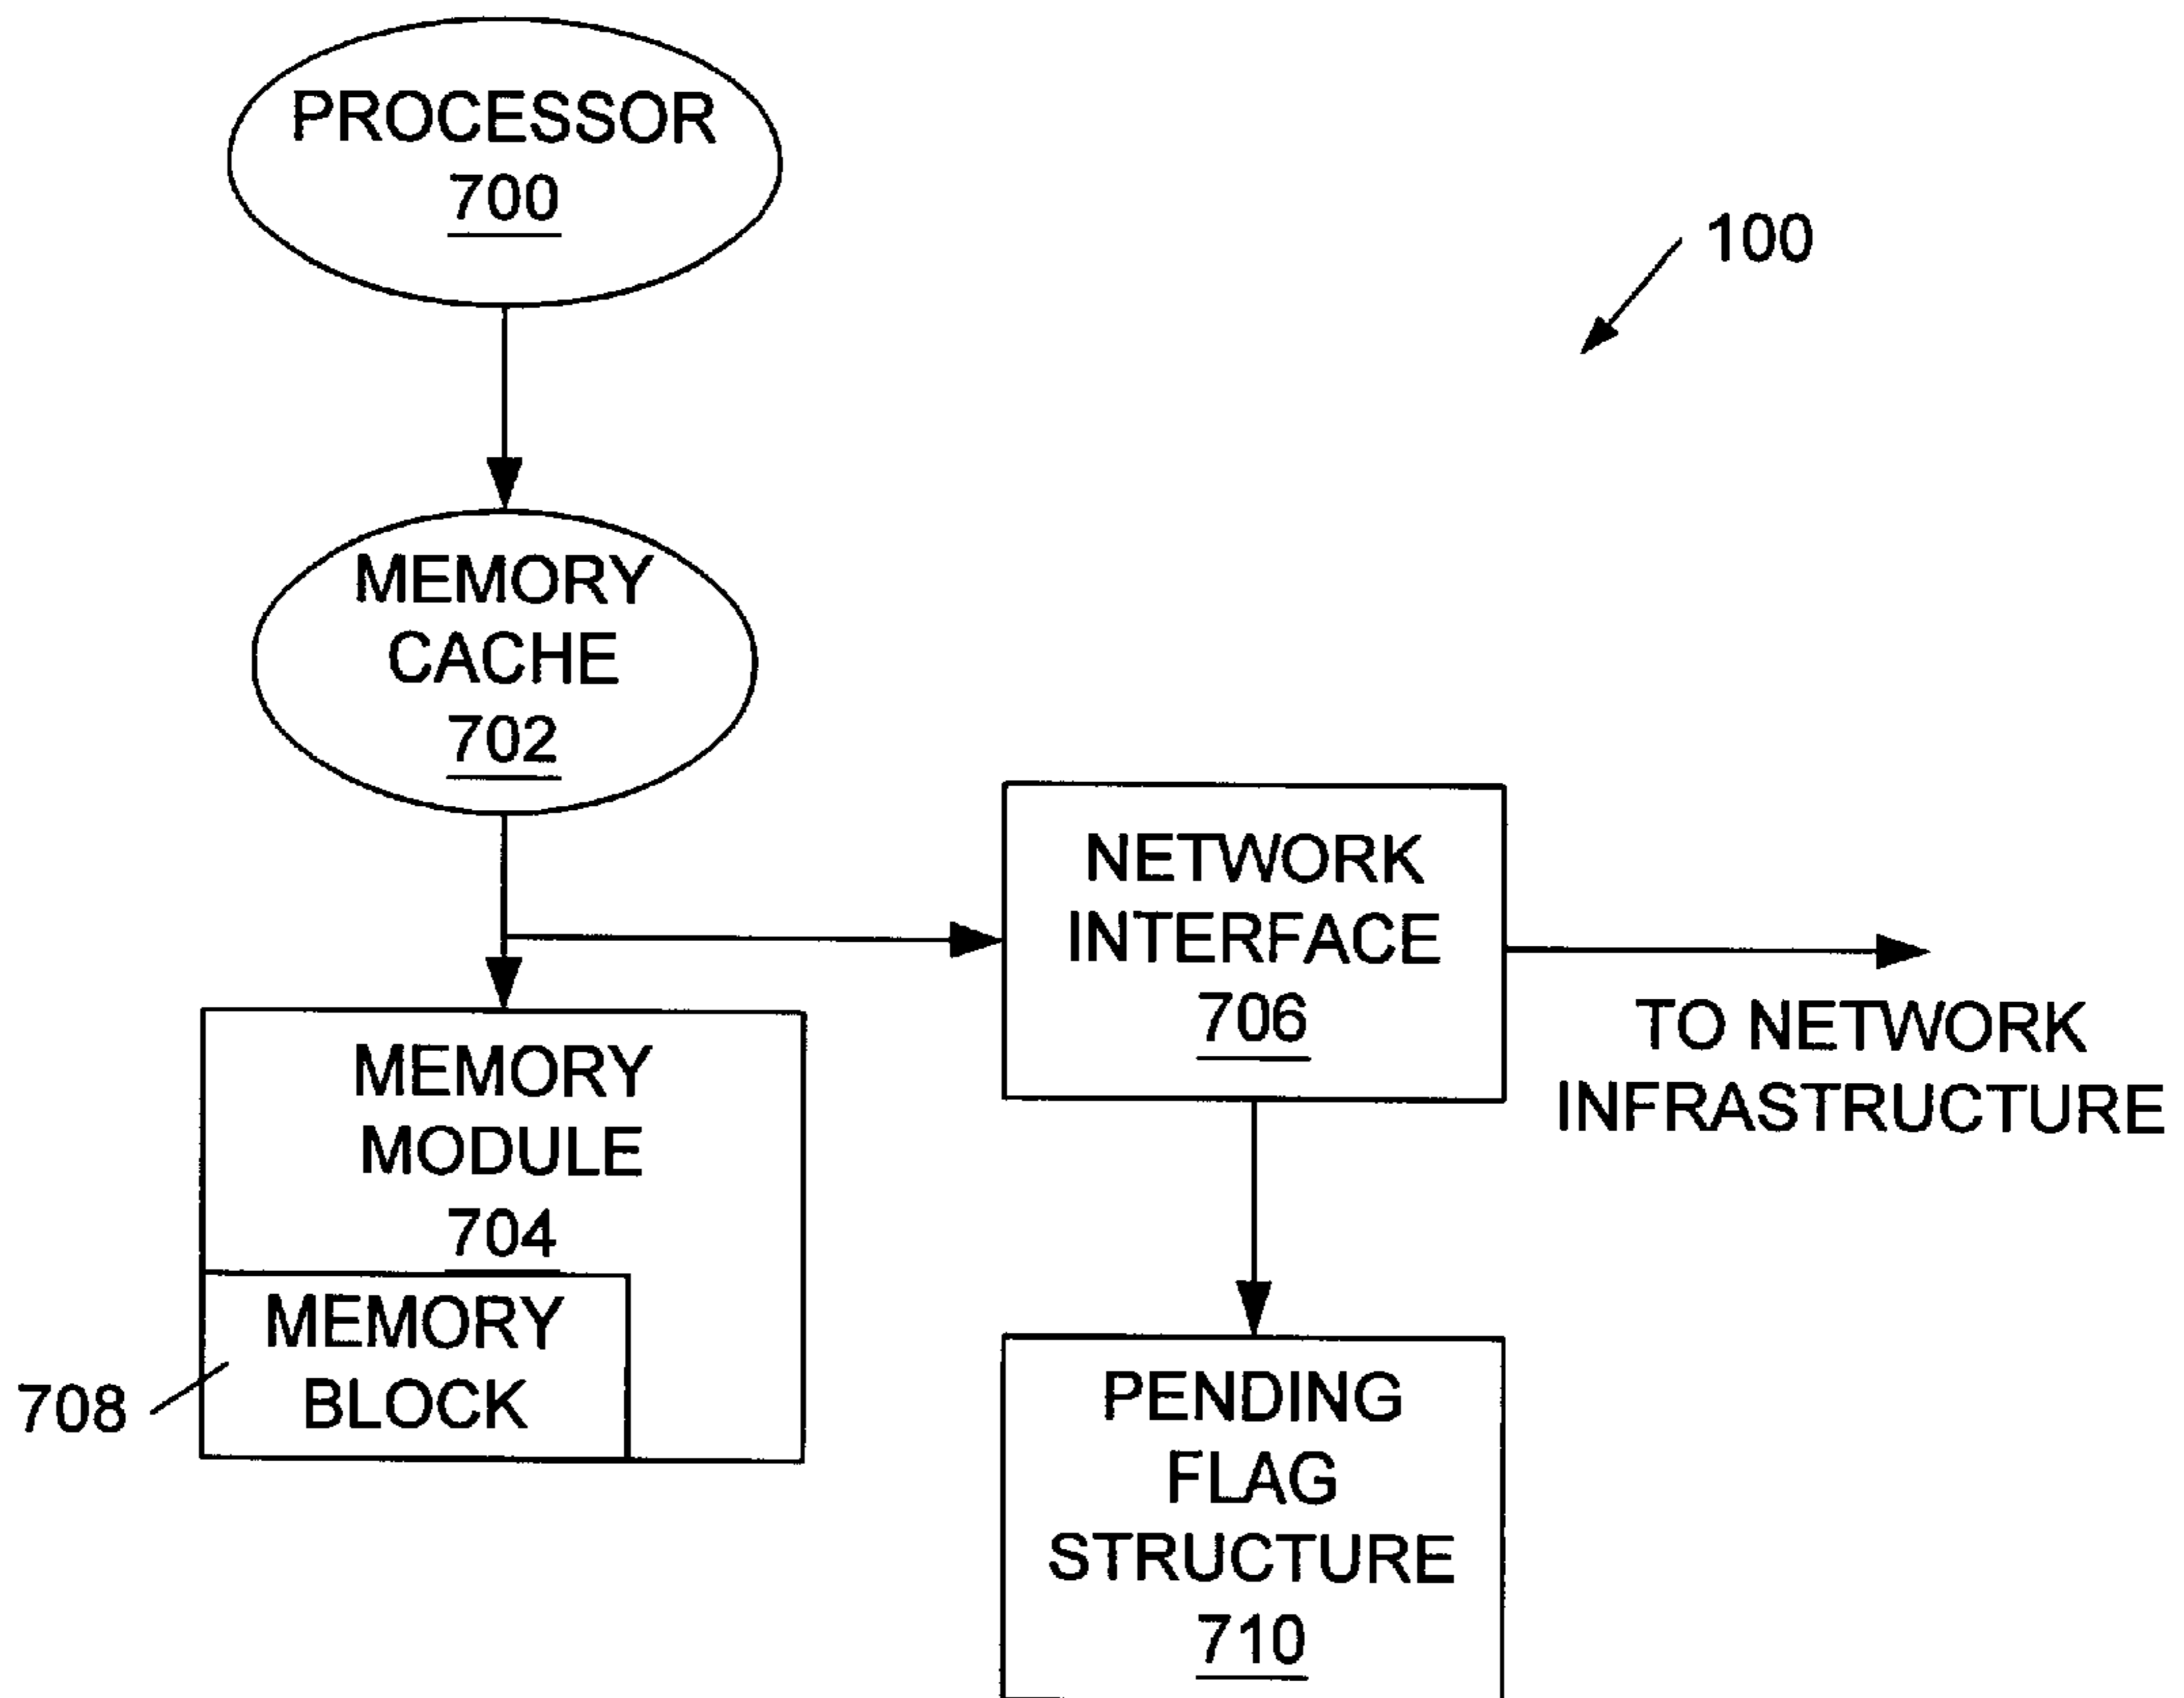 PROCESSOR
700
100
MEMORY
CACHE
702
NETWORK
INTERFACE
706
TO NETWORK
INFRASTRUCTURE
MEMORY
MODULE
704
MEMORY
BLOCK
708
PENDING
FLAG
STRUCTURE
710